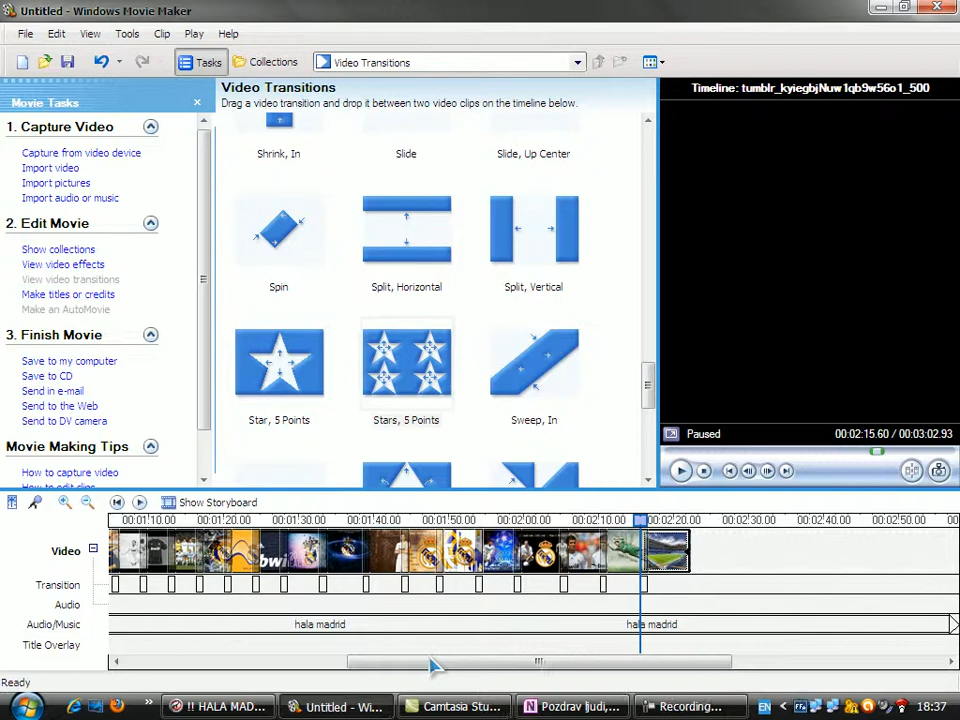 Untitled - Windows Movie Maker
File Edit View Tools Clip Play Help
Tasks Collections Video Transitions
Movie Tasks
1. Capture Video
Capture from video device
Import video
Import pictures
Import audio or music
2. Edit Movie
Show collections
View video effects
View video transitions
Make titles or credits
Make an AutoMovie
3. Finish Movie
Save to my computer
Save to CD
Send in e-mail
Send to the Web
Send to DV camera
Movie Making Tips
How to capture video
How to edit clips
Video Transitions
Drag a video transition and drop it between two video clips on the timeline below.
Shrink, In Slide Slide, Up Center
Spin Split, Horizontal Split, Vertical
Star, 5 Points Stars, 5 Points Sweep, In
Timeline: tumblr_kyiegbjNuw1qb9w56o1_500
Paused 00:02:15.60 / 00:03:02.93
Show Storyboard
00:01:10.00 00:01:20.00 00:01:30.00 00:01:40.00 00:01:50.00 00:02:00.00 00:02:10.00 00:02:20.00 00:02:30.00 00:02:40.00 00:02:50.00 00
Video
bwin
Transition
Audio
Audio/Music hala madrid hala madrid
Title Overlay
Ready
!! HALA MAD... Untitled - Wi... Camtasia Stu... Pozdrav ljudi,... Recording... EN 18:37